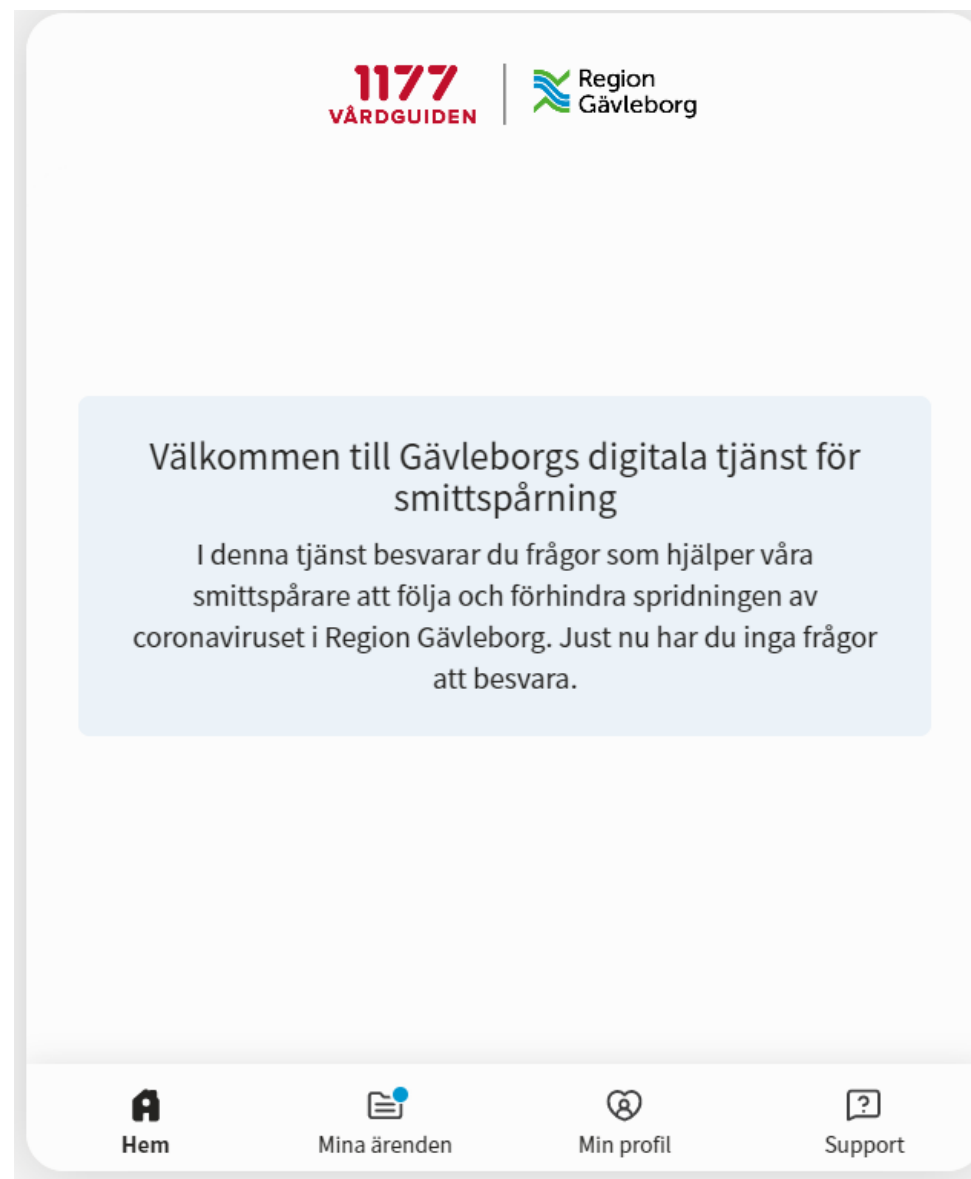 1177
VÅRDGUIDEN
Region
Gävleborg
Välkommen till Gävleborgs digitala tjänst för
smittspårning
I denna tjänst besvarar du frågor som hjälper våra
smittspårare att följa och förhindra spridningen av
coronaviruset i Region Gävleborg. Just nu har du inga frågor
att besvara.
Hem
Mina ärenden
Min profil
Support